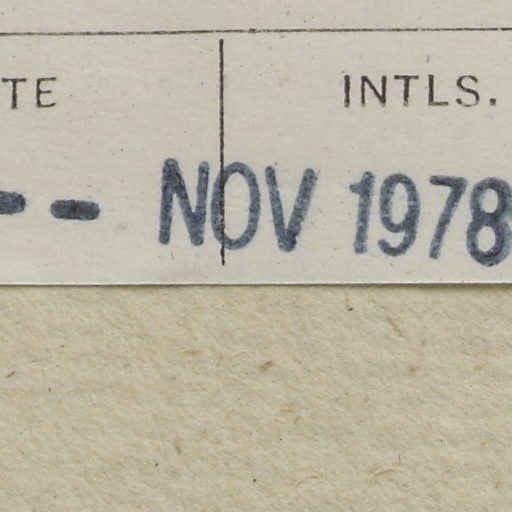 TE INTLS.
-- NOV 1978